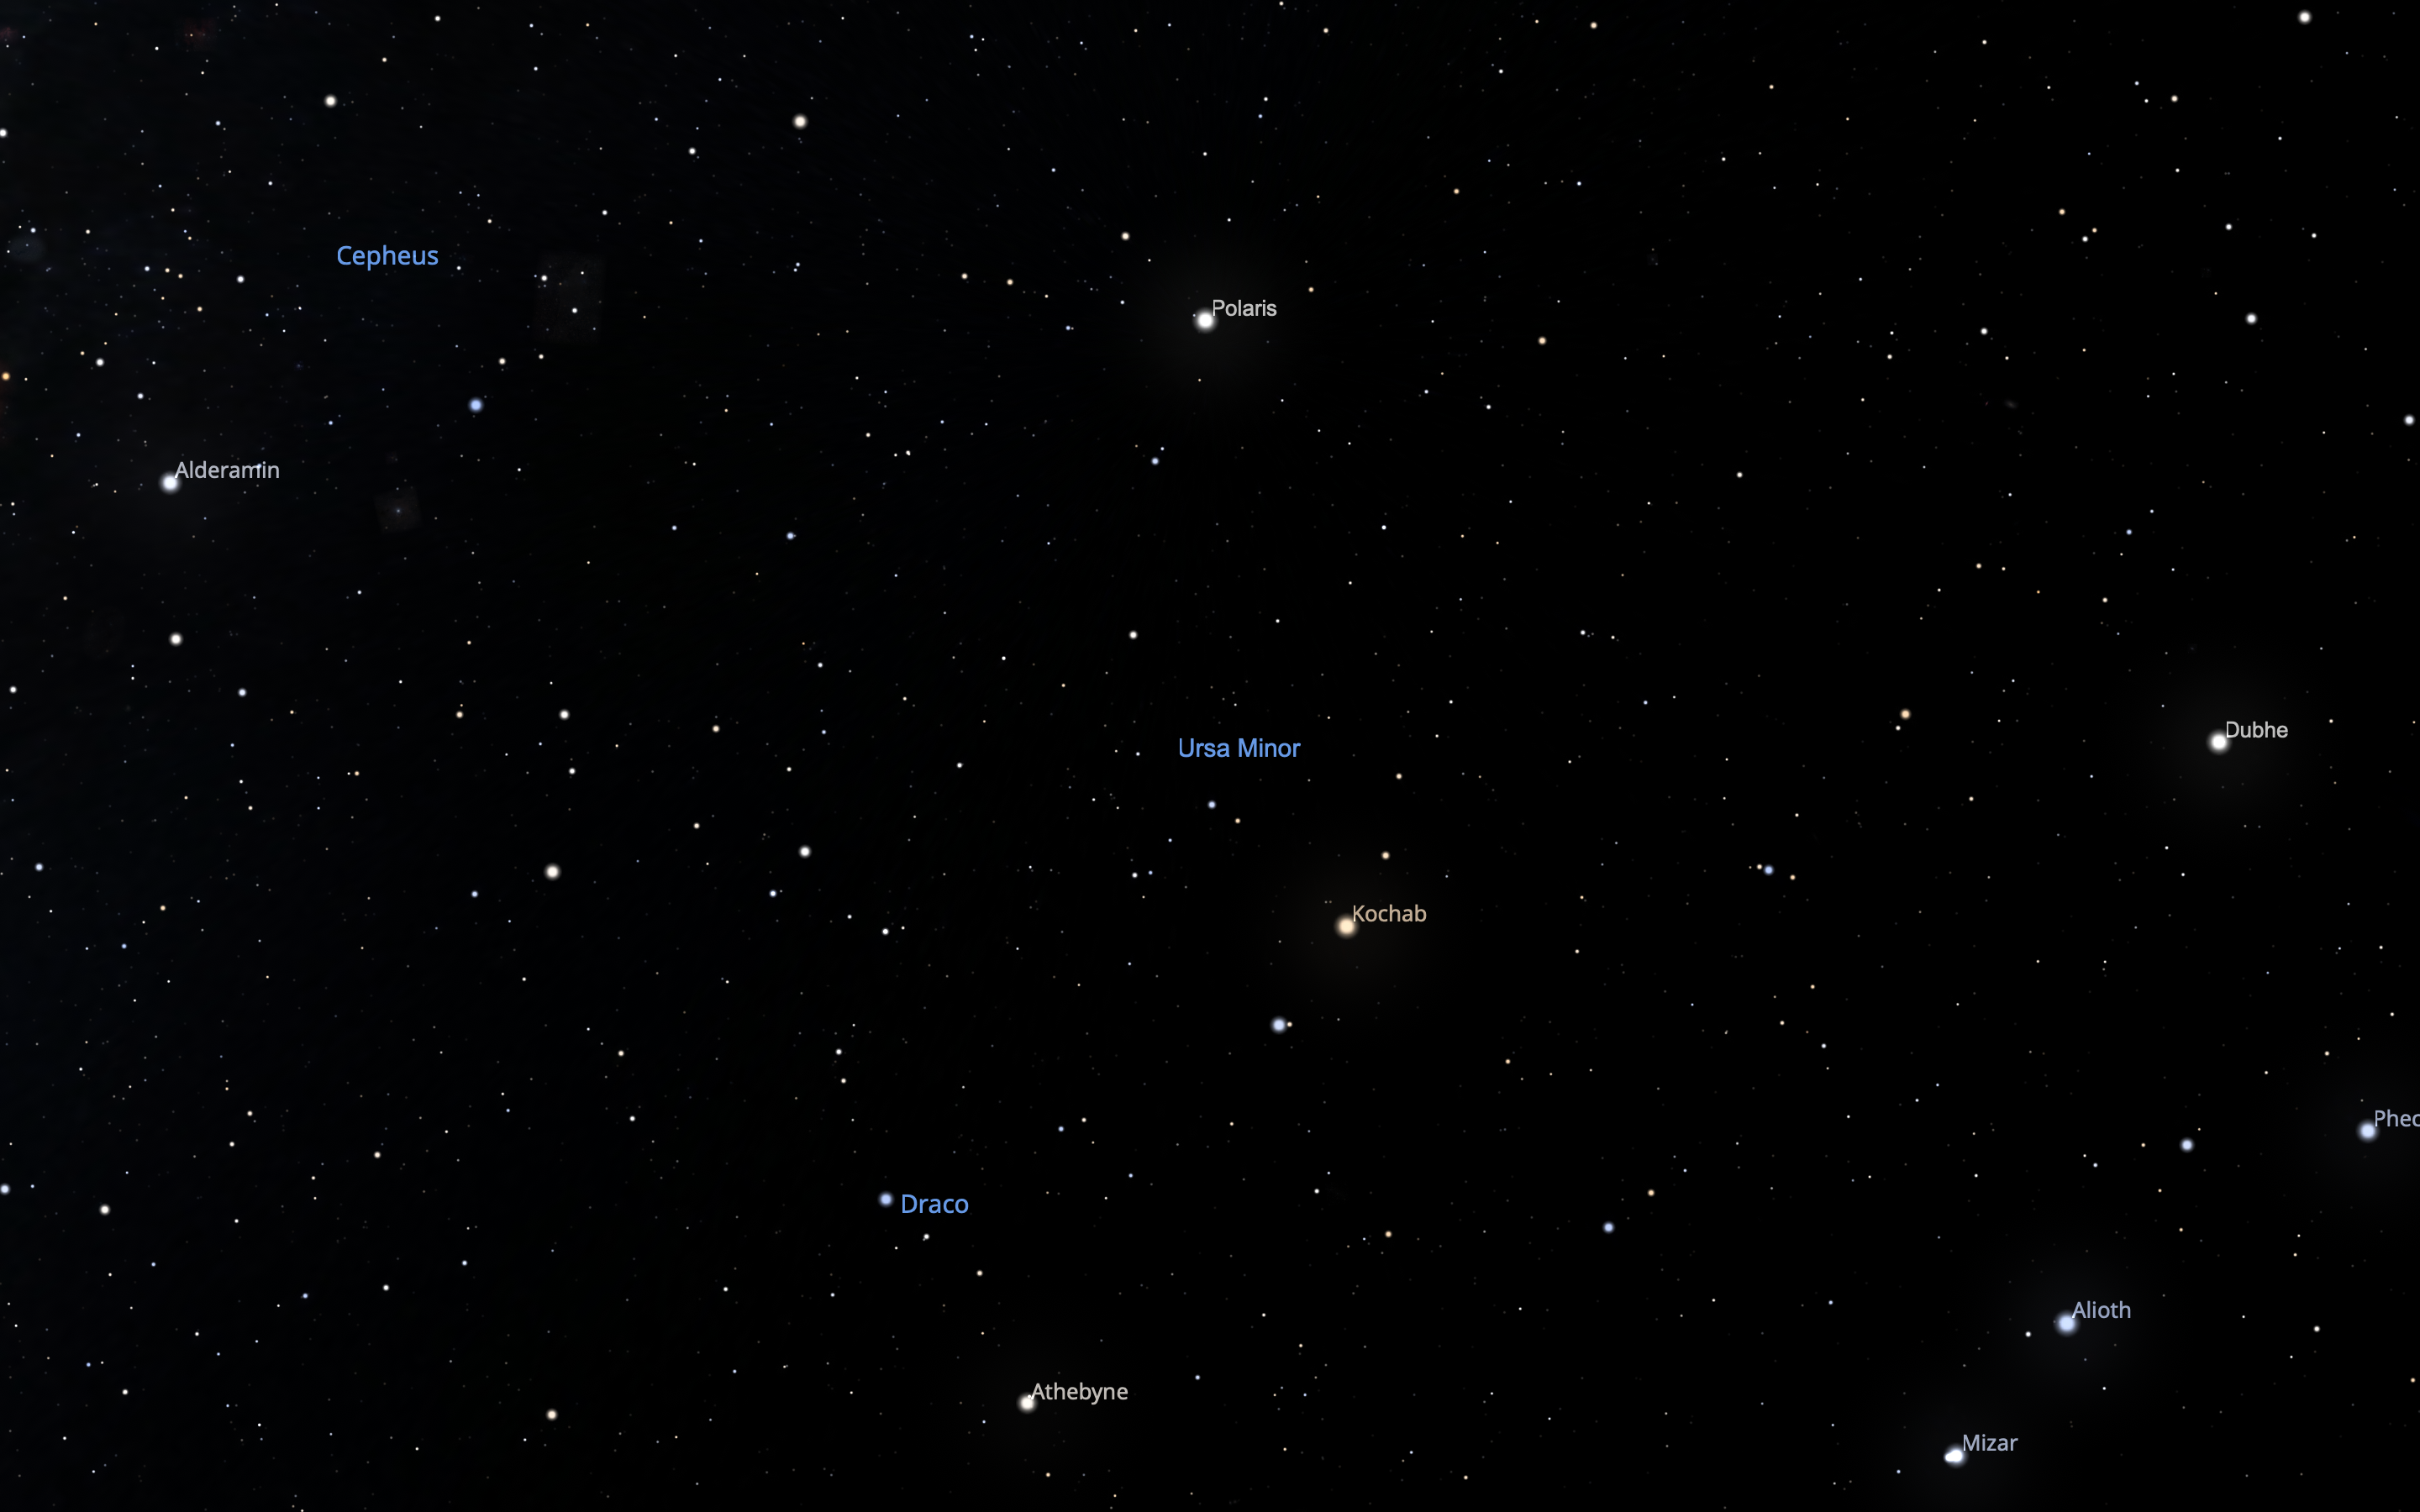 Cepheus
Polaris
Alderamin
Dubhe
Ursa Minor
Kochab
Phec
Draco
Alioth
Athebyne
Mizar